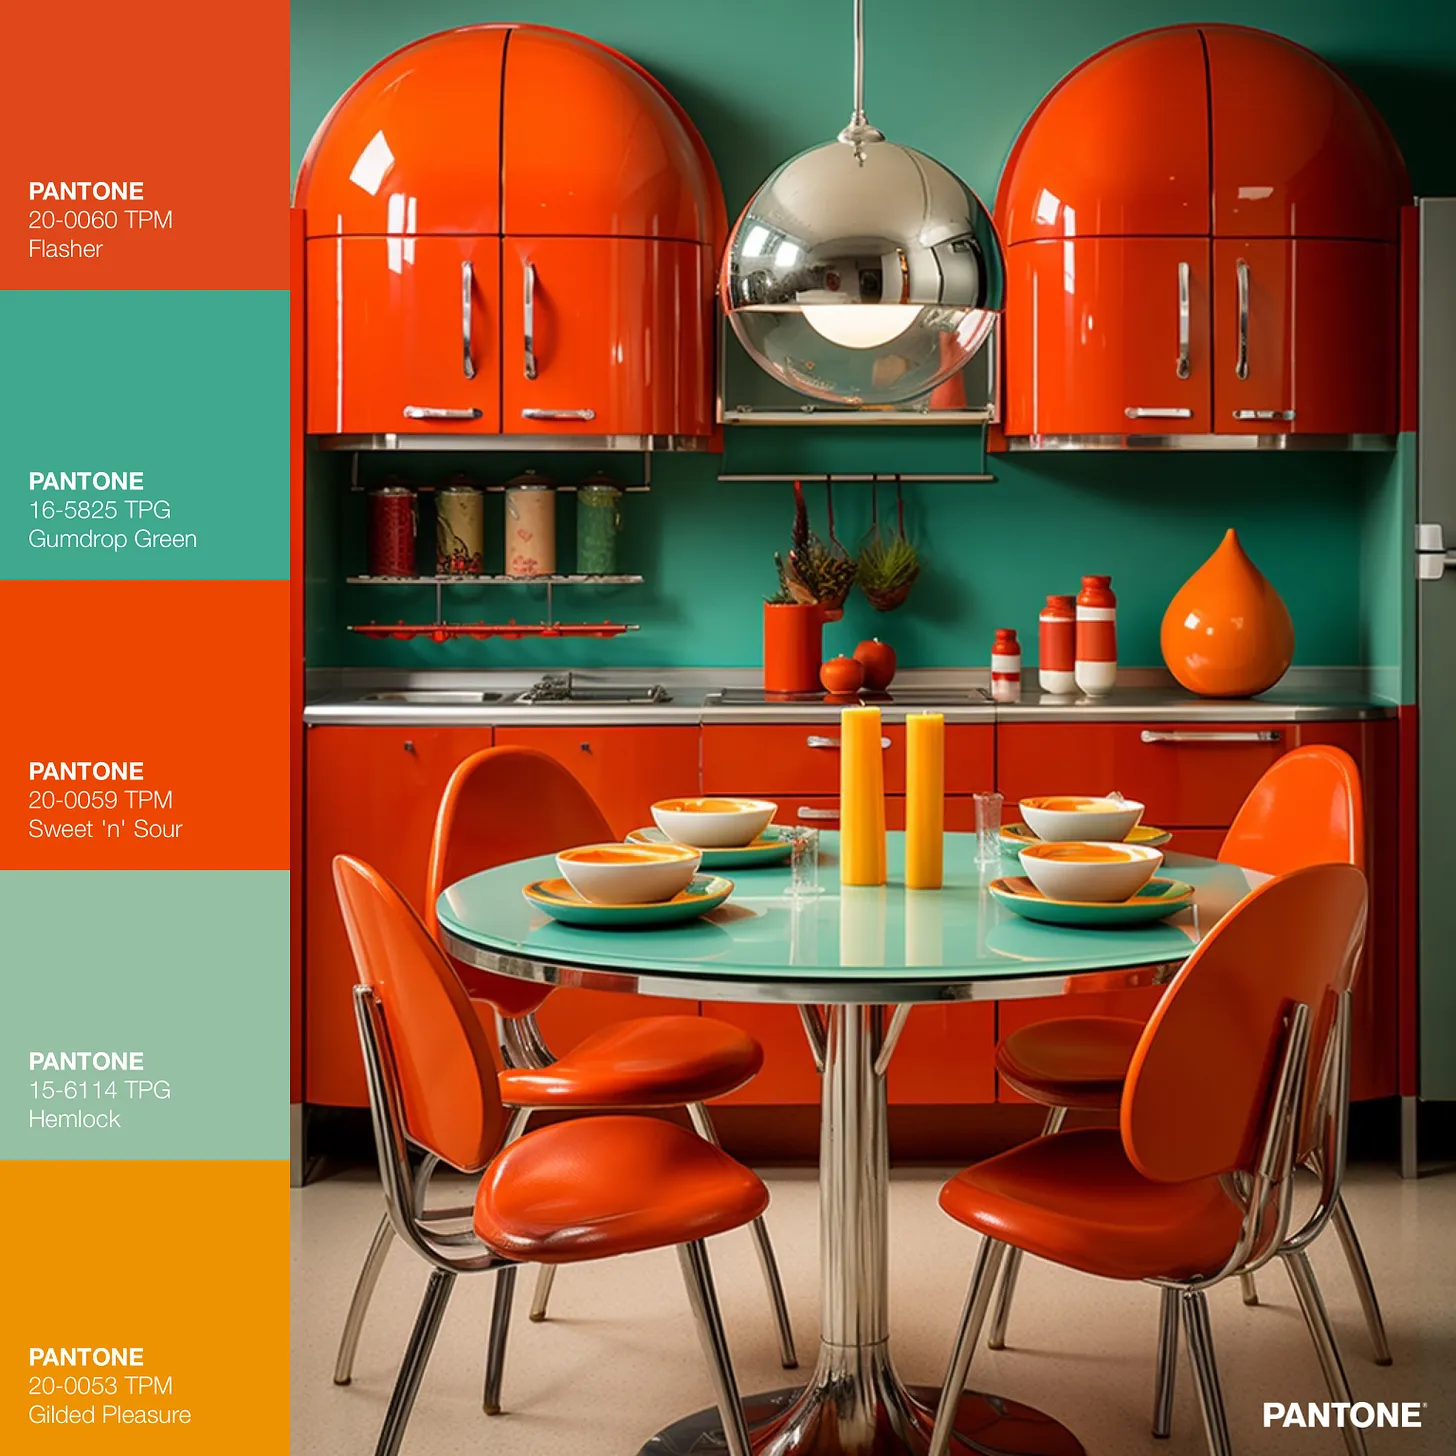 PANTONE
20-0060 TPM
Flasher
PANTONE
16-5825 TPG
Gumdrop Green
PANTONE
20-0059 TPM
Sweet 'n' Sour
PANTONE
15-6114 TPG
Hemlock
PANTONE
20-0053 TPM
Gilded Pleasure
PANTONE®